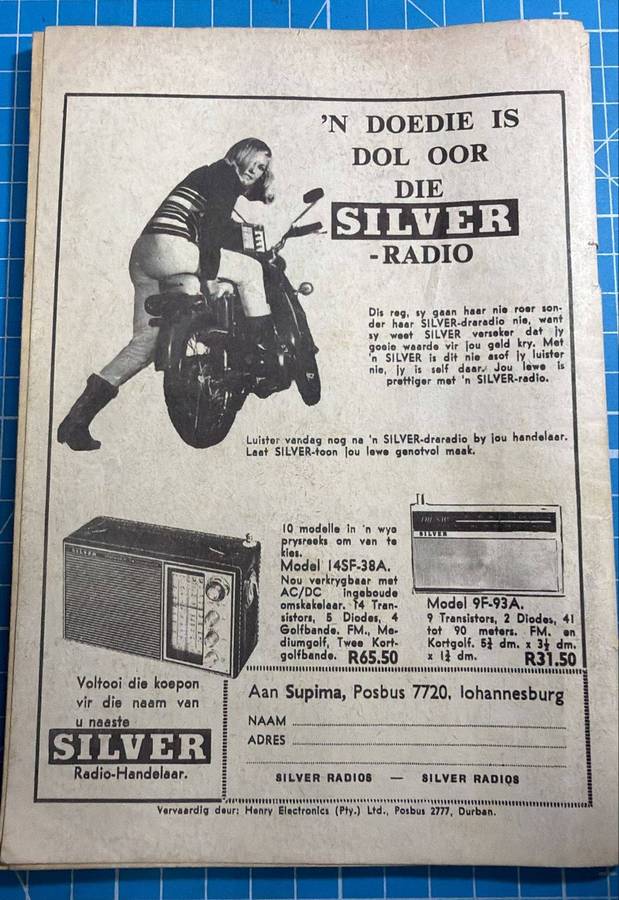 'N DOEDIE IS
DOL OOR
DIE
SILVER
-RADIO
Dis reg, sy gaan haar nie roer son-
der haar SILVER-draradio nie, want
sy weet SILVER verseker dat jy
goeie waarde vir jou geld kry. Met
'n SILVER is dit nie asof jy luister
nie, jy is self daar. Jou lewe is
prettiger met 'n SILVER-radio.
Luister vandag nog na 'n SILVER-draradio by jou handelaar.
Laat SILVER-toon jou lewe genotvol maak.
SILVER
10 modelle in 'n wye
prysreeks om van te
kies.
Model 14SF-38A.
Nou verkrygbaar met
AC/DC ingeboude
omskakelaar. 14 Tran-
sistors, 5 Diodes, 4
Golfbande. FM., Me-
diumgolf, Twee Kort-
golfbande. R65.50
SILVER
Model 9F-93A.
9 Transistors, 2 Diodes, 41
tot 90 meters. FM. en
Kortgolf. 5¾ dm. x 3½ dm.
x 1¾ dm. R31.50
Voltooi die koepon
vir die naam van
u naaste
SILVER
Radio-Handelaar.
Aan Supima, Posbus 7720, Johannesburg
NAAM
ADRES
SILVER RADIOS — SILVER RADIOS
Vervaardig deur: Henry Electronics (Pty.) Ltd., Posbus 2777, Durban.